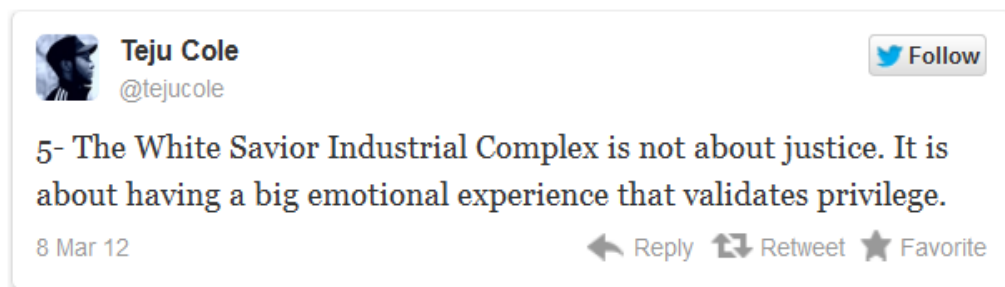 Teju Cole
Follow
@tejucole
5- The White Savior Industrial Complex is not about justice. It is
about having a big emotional experience that validates privilege.
8 Mar 12 Reply Retweet Favorite